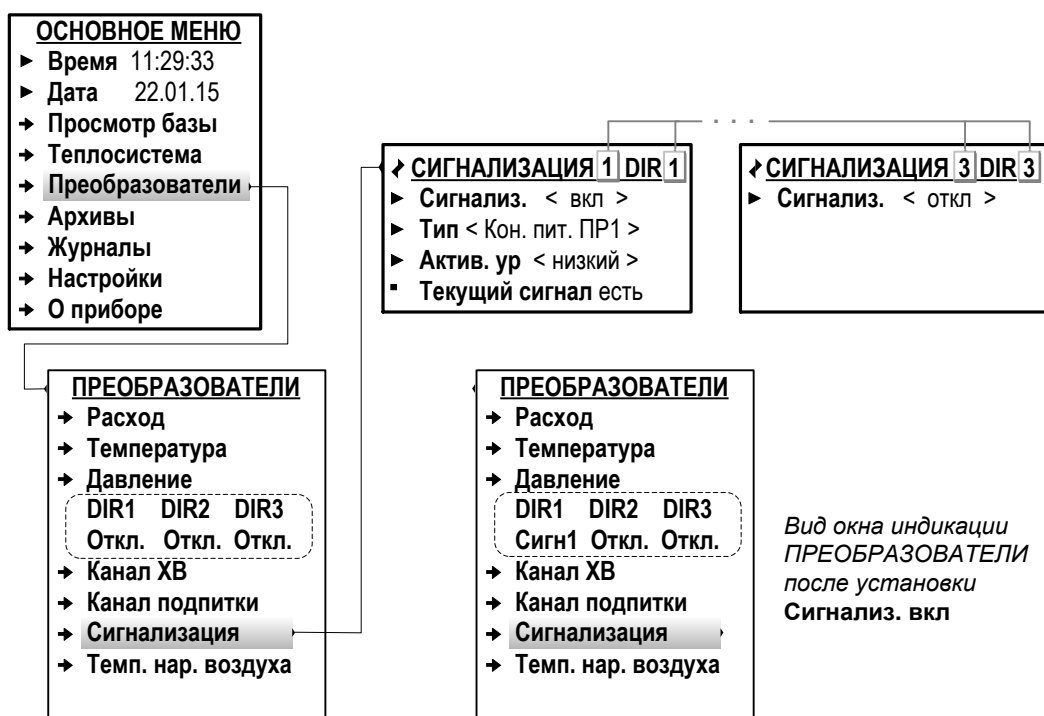 ОСНОВНОЕ МЕНЮ
Время 11:29:33
Дата 22.01.15
Просмотр базы
Теплосистема
Преобразователи
Архивы
Журналы
Настройки
О приборе
. . .
СИГНАЛИЗАЦИЯ 1 DIR 1
Сигнализ. < вкл >
Тип < Кон. пит. ПР1 >
Актив. ур < низкий >
Текущий сигнал есть
СИГНАЛИЗАЦИЯ 3 DIR 3
Сигнализ. < откл >
ПРЕОБРАЗОВАТЕЛИ
Расход
Температура
Давление
DIR1 DIR2 DIR3
Откл. Откл. Откл.
Канал ХВ
Канал подпитки
Сигнализация
Темп. нар. воздуха
ПРЕОБРАЗОВАТЕЛИ
Расход
Температура
Давление
DIR1 DIR2 DIR3
Сигн1 Откл. Откл.
Канал ХВ
Канал подпитки
Сигнализация
Темп. нар. воздуха
Вид окна индикации
ПРЕОБРАЗОВАТЕЛИ
после установки
Сигнализ. вкл